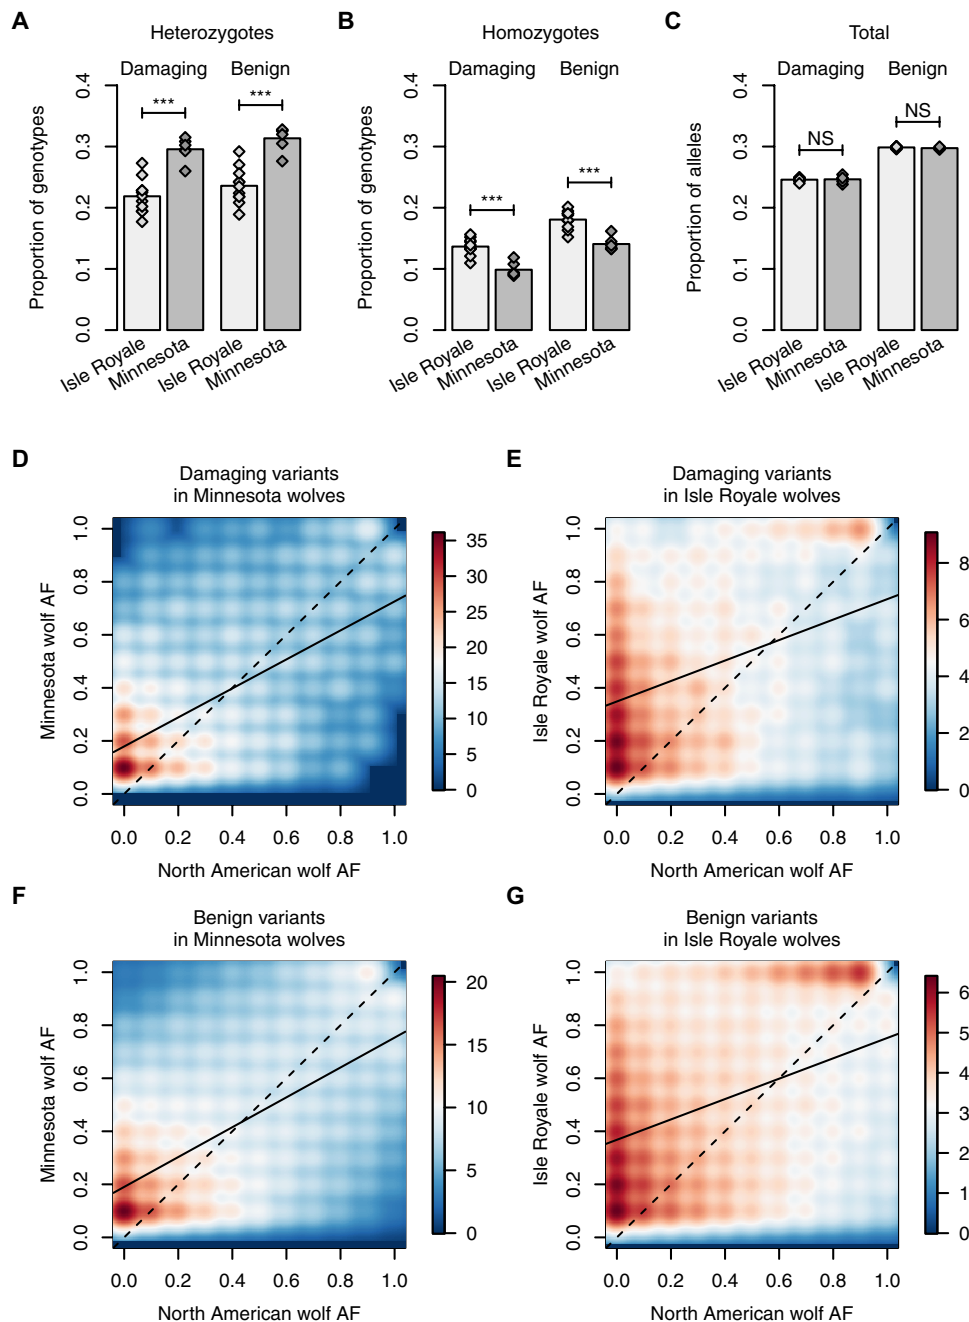 A
Heterozygotes
Damaging Benign
Proportion of genotypes
0.0 0.1 0.2 0.3 0.4
*** ***
Isle Royale Minnesota Isle Royale Minnesota
B
Homozygotes
Damaging Benign
Proportion of genotypes
0.0 0.1 0.2 0.3 0.4
*** ***
Isle Royale Minnesota Isle Royale Minnesota
C
Total
Damaging Benign
Proportion of alleles
0.0 0.1 0.2 0.3 0.4
NS NS
Isle Royale Minnesota Isle Royale Minnesota
D
Damaging variants
in Minnesota wolves
Minnesota wolf AF
0.0 0.2 0.4 0.6 0.8 1.0
0.0 0.2 0.4 0.6 0.8 1.0
North American wolf AF
35
30
25
20
15
10
5
0
E
Damaging variants
in Isle Royale wolves
Isle Royale wolf AF
0.0 0.2 0.4 0.6 0.8 1.0
0.0 0.2 0.4 0.6 0.8 1.0
North American wolf AF
8
6
4
2
0
F
Benign variants
in Minnesota wolves
Minnesota wolf AF
0.0 0.2 0.4 0.6 0.8 1.0
0.0 0.2 0.4 0.6 0.8 1.0
North American wolf AF
20
15
10
5
0
G
Benign variants
in Isle Royale wolves
Isle Royale wolf AF
0.0 0.2 0.4 0.6 0.8 1.0
0.0 0.2 0.4 0.6 0.8 1.0
North American wolf AF
6
5
4
3
2
1
0